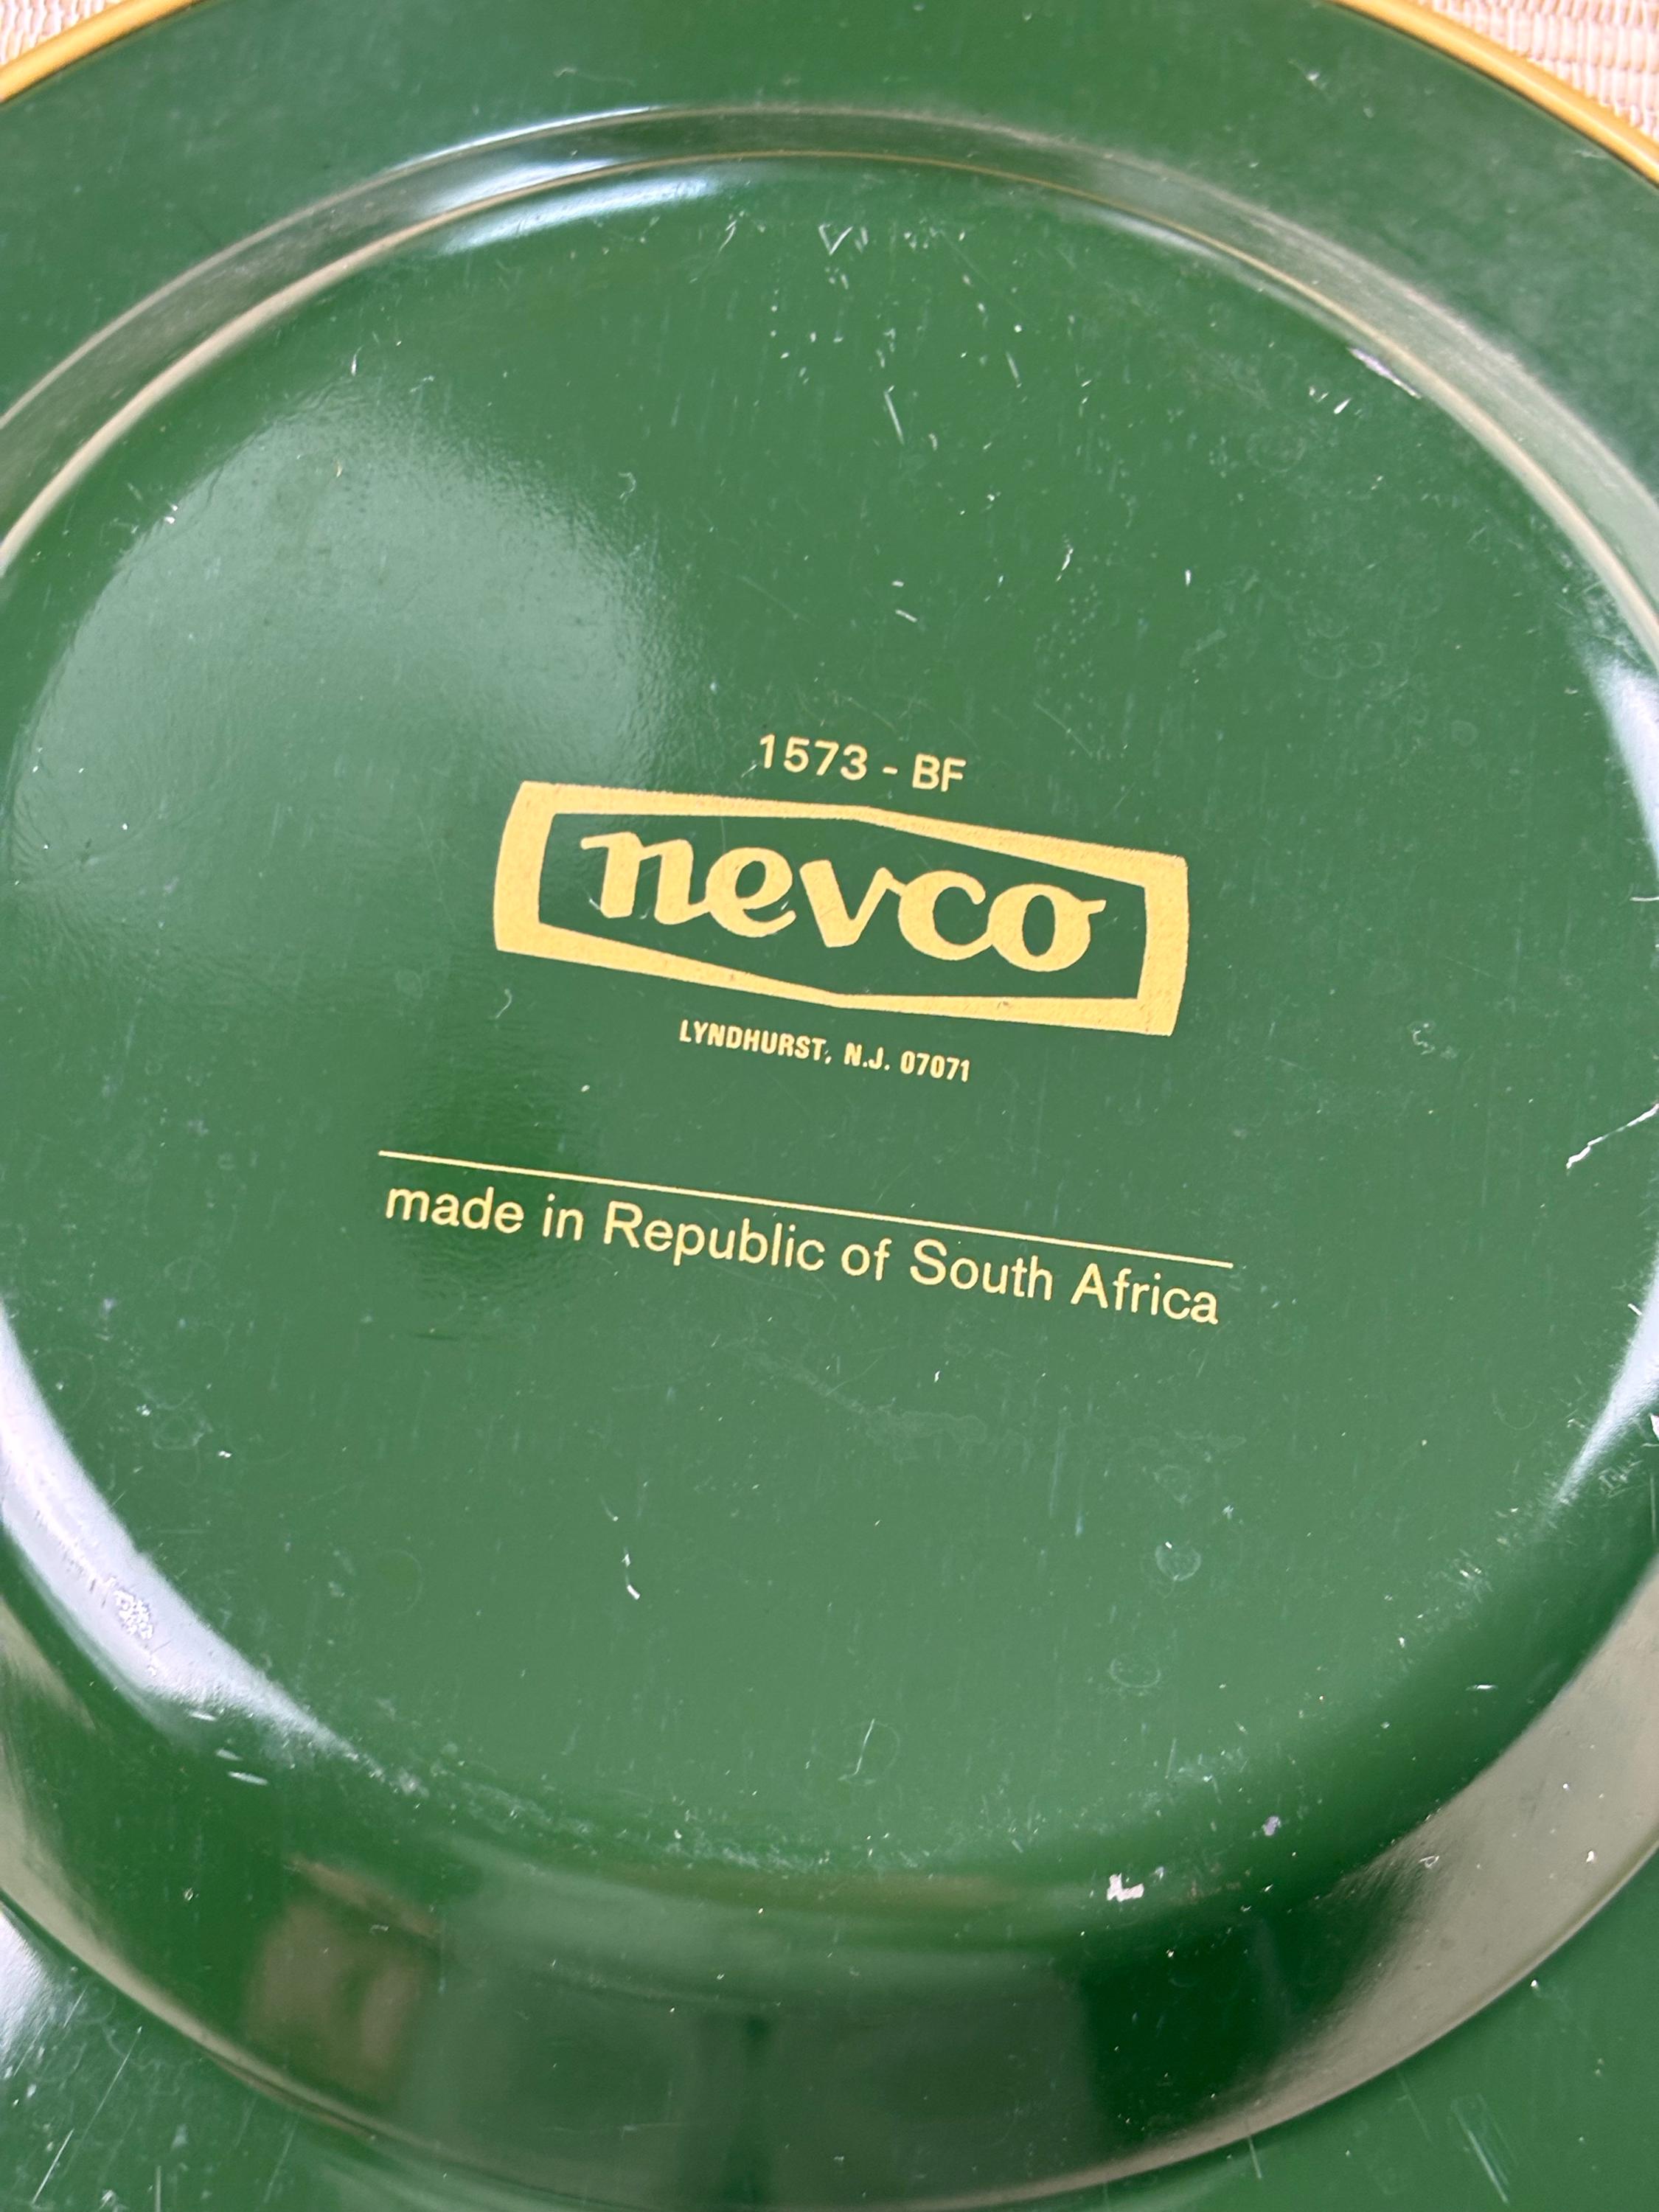 1573 - BF
nevco
LYNDHURST, N.J. 07071
made in Republic of South Africa